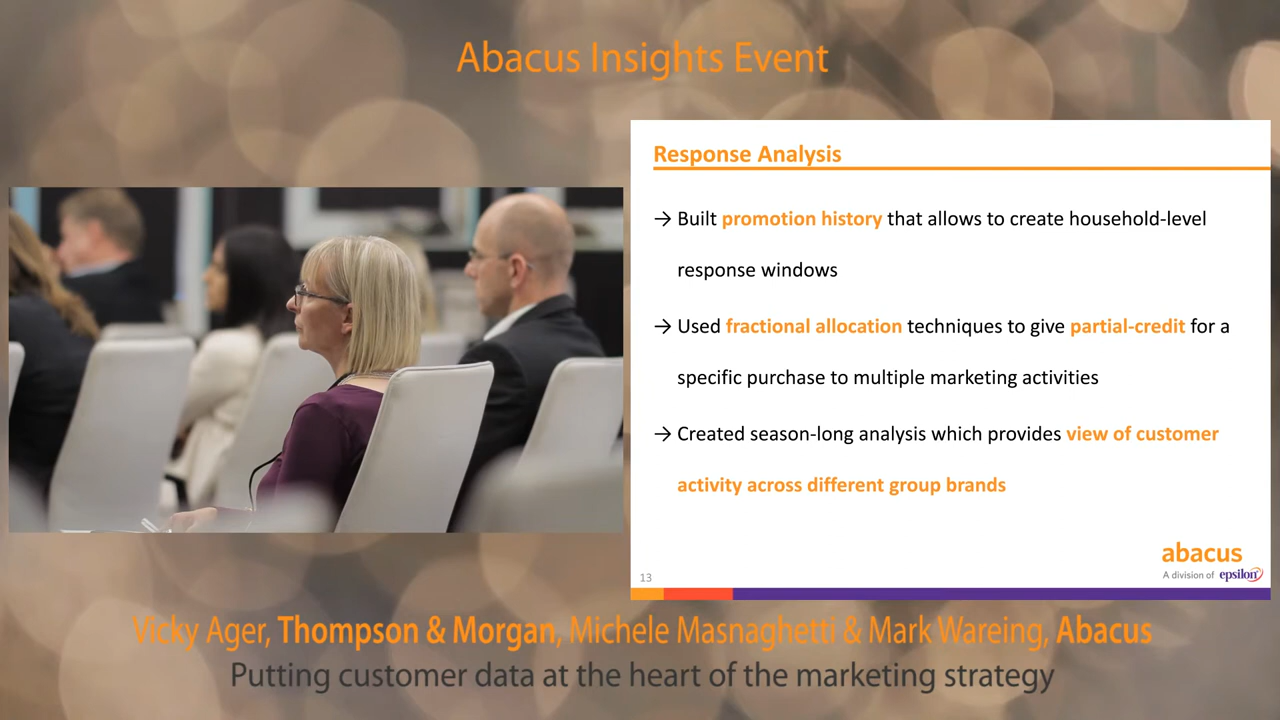 Abacus Insights Event
Response Analysis
→ Built promotion history that allows to create household-level
response windows
→ Used fractional allocation techniques to give partial-credit for a
specific purchase to multiple marketing activities
→ Created season-long analysis which provides view of customer
activity across different group brands
abacus
A division of epsilon
13
Vicky Ager, Thompson & Morgan, Michele Masnaghetti & Mark Wareing, Abacus
Putting customer data at the heart of the marketing strategy